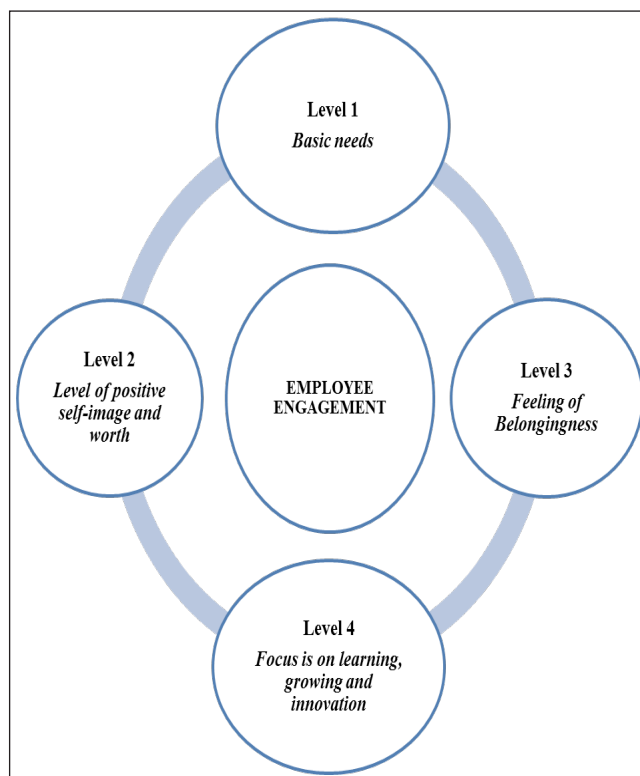 Level 1
Basic needs
Level 2
Level of positive
self-image and
worth
EMPLOYEE
ENGAGEMENT
Level 3
Feeling of
Belongingness
Level 4
Focus is on learning,
growing and
innovation